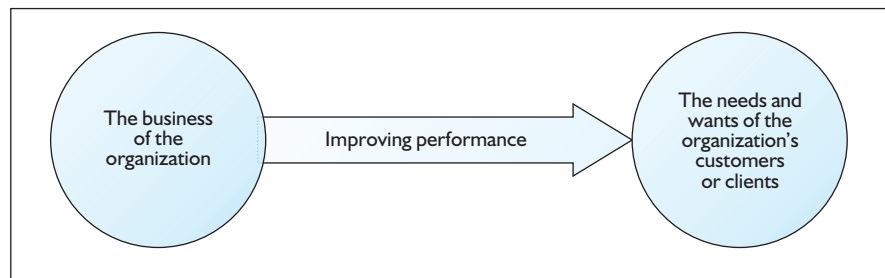 The business
of the
organization
Improving performance
The needs and
wants of the
organization's
customers
or clients